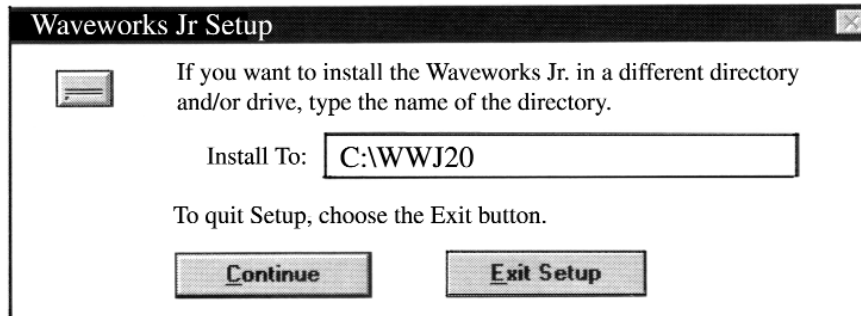 Waveworks Jr Setup
If you want to install the Waveworks Jr. in a different directory
and/or drive, type the name of the directory.
Install To: C:\WWJ20
To quit Setup, choose the Exit button.
Continue Exit Setup